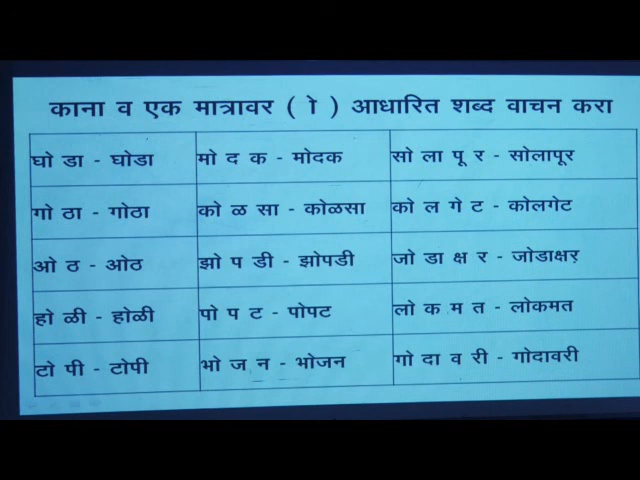 काना व एक मात्रावर ( ो ) आधारित शब्द वाचन करा
घो डा - घोडा मो द क - मोदक सो ला पू र - सोलापूर
गो ठा - गोठा को ळ सा - कोळसा को ल गे ट - कोलगेट
ओ ठ - ओठ झो प डी - झोपडी जो डा क्ष र - जोडाक्षर
हो ळी - होळी पो प ट - पोपट लो क म त - लोकमत
टो पी - टोपी भो ज न - भोजन गो दा व री - गोदावरी